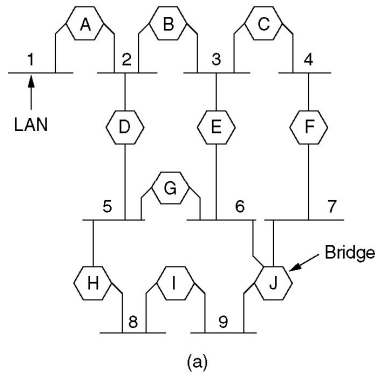 A B C
1 2 3 4
LAN D E F
G
5 6 7
Bridge
H I J
8 9
(a)